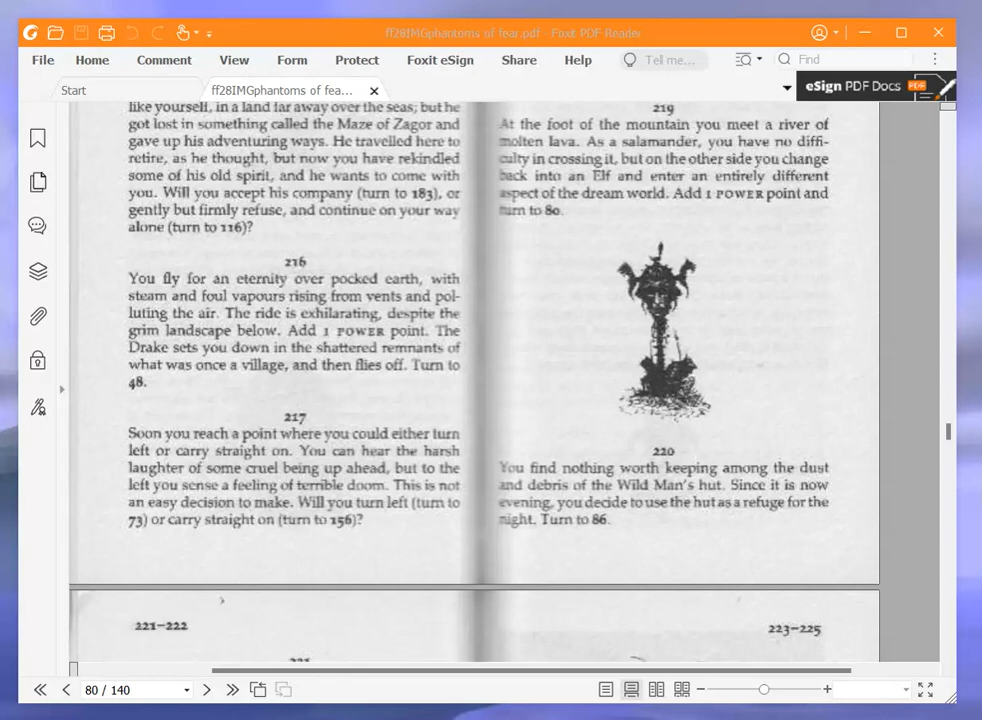 ff28IMGphantoms of fear.pdf - Foxit PDF Reader
File Home Comment View Form Protect Foxit eSign Share Help Tell me... Find
Start ff28IMGphantoms of fea... eSign PDF Docs PDF
like yourself, in a land far away over the seas; but he
got lost in something called the Maze of Zagor and
gave up his adventuring ways. He travelled here to
retire, as he thought, but now you have rekindled
some of his old spirit, and he wants to come with
you. Will you accept his company (turn to 183), or
gently but firmly refuse, and continue on your way
alone (turn to 116)?
216
You fly for an eternity over pocked earth, with
steam and foul vapours rising from vents and pol-
luting the air. The ride is exhilarating, despite the
grim landscape below. Add 1 POWER point. The
Drake sets you down in the shattered remnants of
what was once a village, and then flies off. Turn to
48.
217
Soon you reach a point where you could either turn
left or carry straight on. You can hear the harsh
laughter of some cruel being up ahead, but to the
left you sense a feeling of terrible doom. This is not
an easy decision to make. Will you turn left (turn to
73) or carry straight on (turn to 156)?
219
At the foot of the mountain you meet a river of
molten lava. As a salamander, you have no diffi-
culty in crossing it, but on the other side you change
back into an Elf and enter an entirely different
aspect of the dream world. Add 1 POWER point and
turn to 80.
220
You find nothing worth keeping among the dust
and debris of the Wild Man's hut. Since it is now
evening, you decide to use the hut as a refuge for the
night. Turn to 86.
221–222
223–225
80 / 140